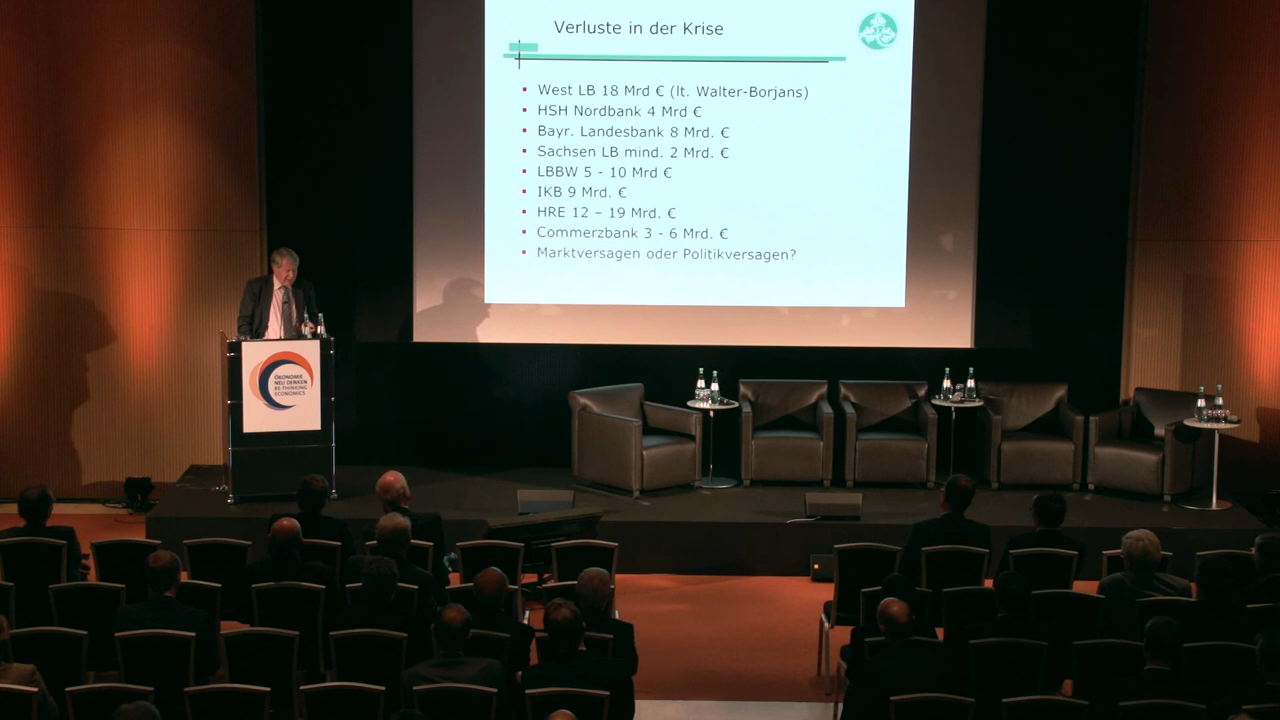 Verluste in der Krise
West LB 18 Mrd € (lt. Walter-Borjans)
HSH Nordbank 4 Mrd €
Bayr. Landesbank 8 Mrd. €
Sachsen LB mind. 2 Mrd. €
LBBW 5 - 10 Mrd €
IKB 9 Mrd. €
HRE 12 – 19 Mrd. €
Commerzbank 3 - 6 Mrd. €
Marktversagen oder Politikversagen?
ÖKONOMIE
NEU DENKEN
RE-THINKING
ECONOMICS